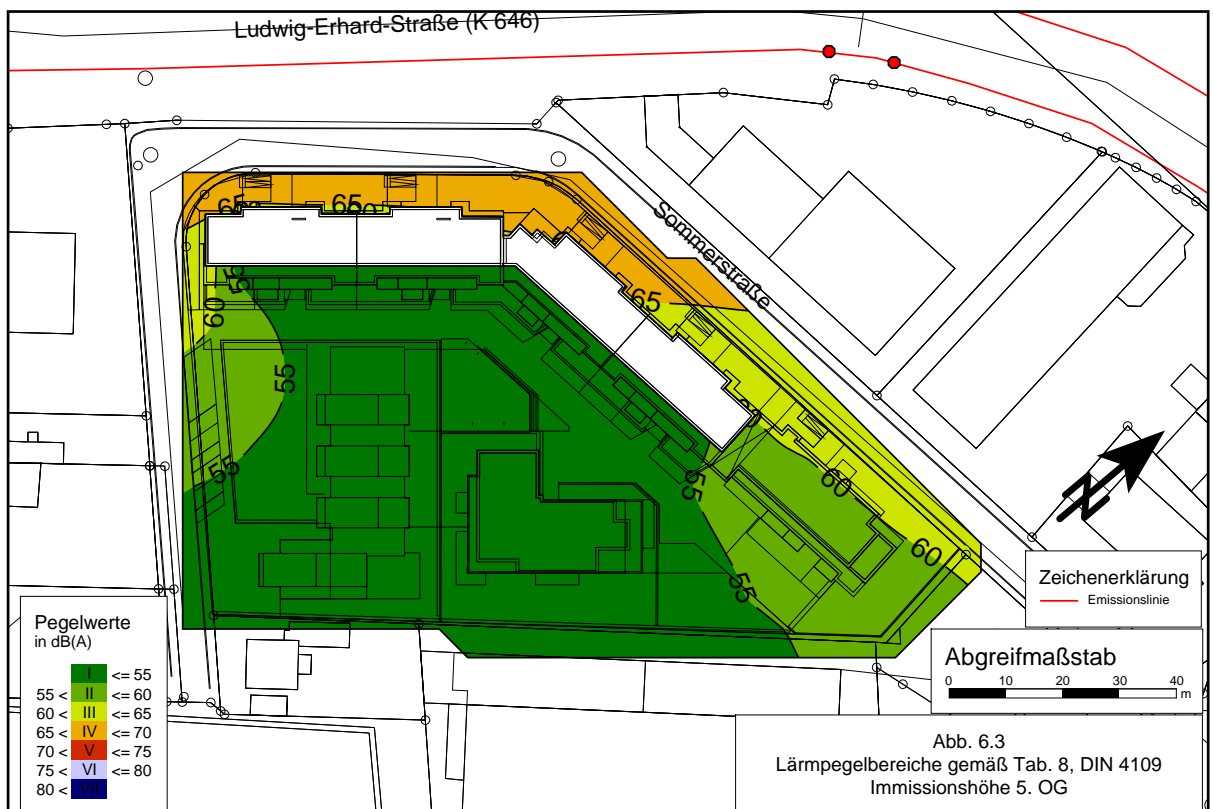 Ludwig-Erhard-Straße (K 646)
Sommerstraße
65
65
65
55
60
55
55
60
60
60
55
55
N
Zeichenerklärung
Emissionslinie
Pegelwerte
in dB(A)
I <= 55
55 < II <= 60
60 < III <= 65
65 < IV <= 70
70 < V <= 75
75 < VI <= 80
80 < VII
Abgreifmaßstab
0 10 20 30 40
m
Abb. 6.3
Lärmpegelbereiche gemäß Tab. 8, DIN 4109
Immissionshöhe 5. OG